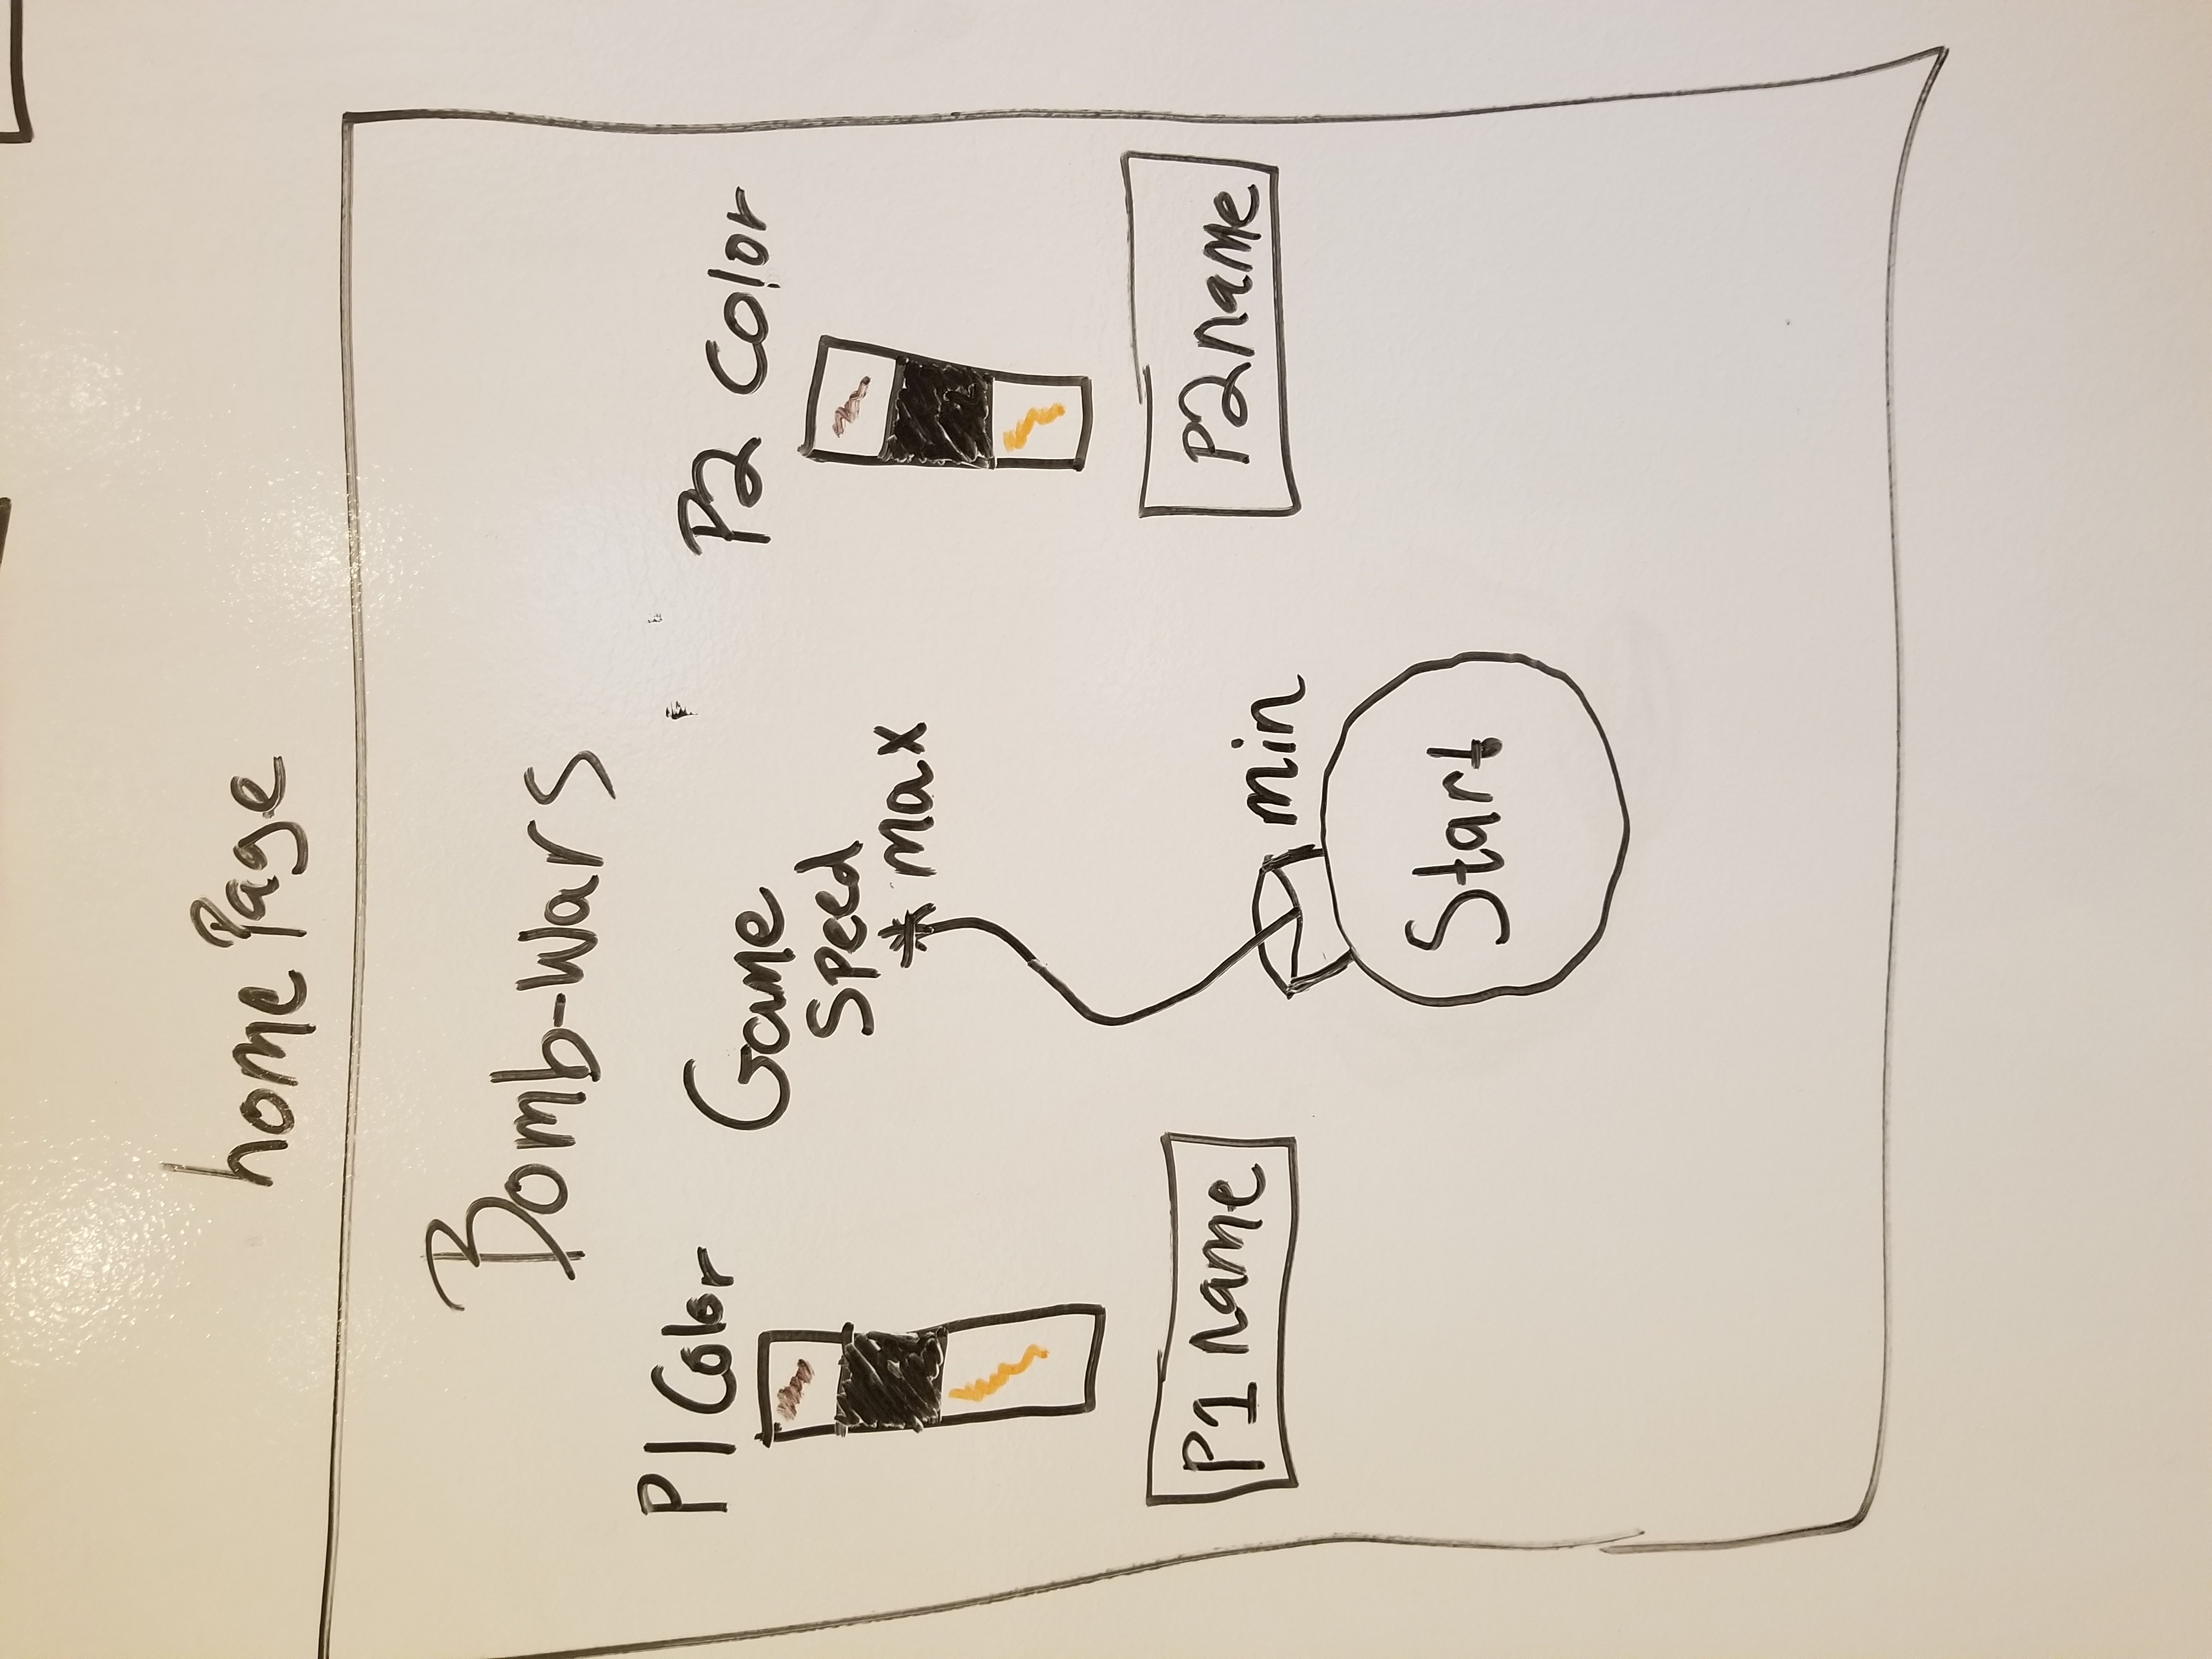 home Page
Bomb-Wars
P1 Color
Game
Speed
P2 Color
max
min
P1 name
P2 name
Start